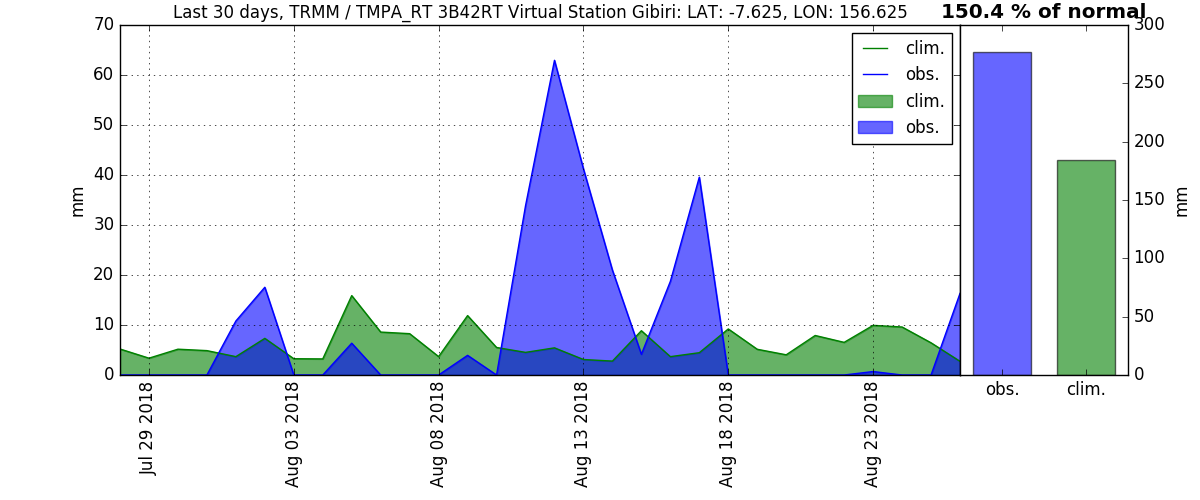 Last 30 days, TRMM / TMPA_RT 3B42RT Virtual Station Gibiri: LAT: -7.625, LON: 156.625
150.4 % of normal
70
60
50
40
30
20
10
0
mm
clim.
obs.
clim.
obs.
Jul 29 2018
Aug 03 2018
Aug 08 2018
Aug 13 2018
Aug 18 2018
Aug 23 2018
300
250
200
150
100
50
0
mm
obs.
clim.